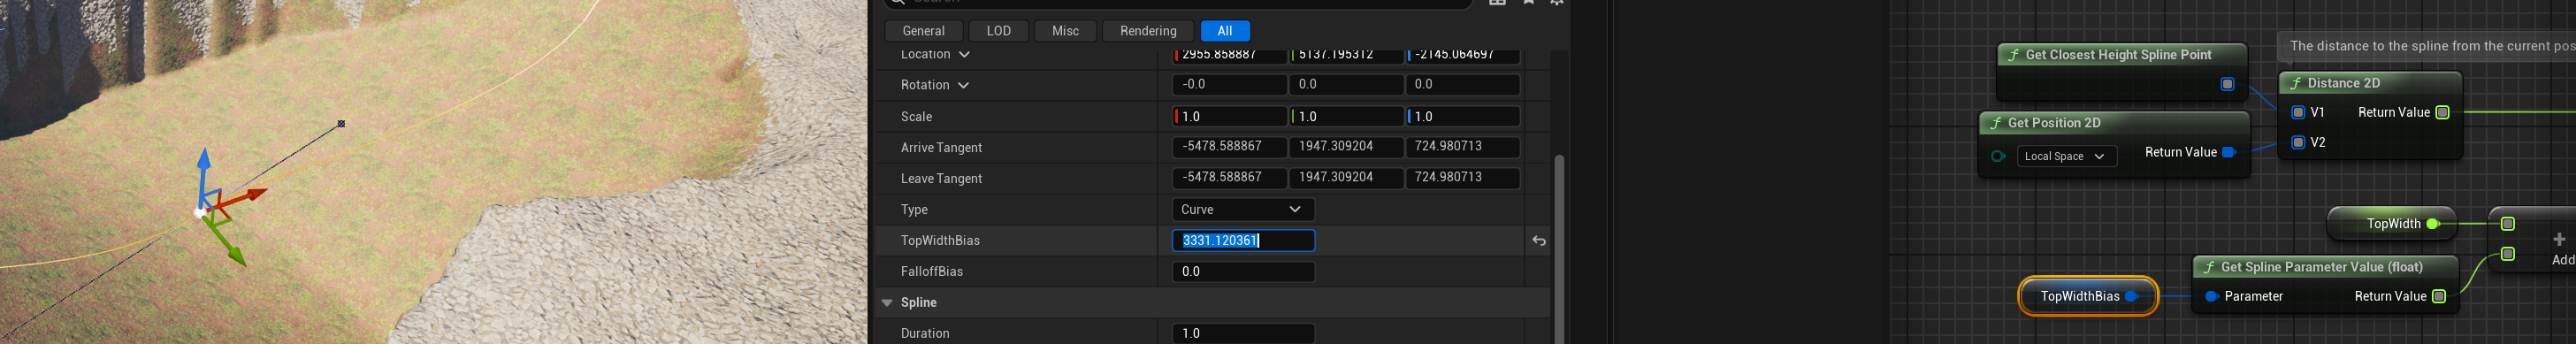 General
LOD
Misc
Rendering
All
Location
2955.858887
5137.195312
-2145.064697
Rotation
-0.0
0.0
0.0
Scale
1.0
1.0
1.0
Arrive Tangent
-5478.588867
1947.309204
724.980713
Leave Tangent
-5478.588867
1947.309204
724.980713
Type
Curve
TopWidthBias
3331.120361
FalloffBias
0.0
Spline
Duration
1.0
Get Closest Height Spline Point
The distance to the spline from the current pos
Distance 2D
V1
Return Value
V2
Get Position 2D
Local Space
Return Value
TopWidth
Add
Get Spline Parameter Value (float)
TopWidthBias
Parameter
Return Value